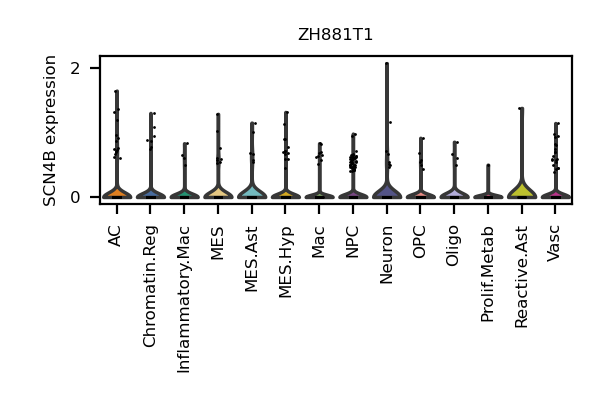 ZH881T1
SCN4B expression
2
0
AC
Chromatin.Reg
Inflammatory.Mac
MES
MES.Ast
MES.Hyp
Mac
NPC
Neuron
OPC
Oligo
Prolif.Metab
Reactive.Ast
Vasc